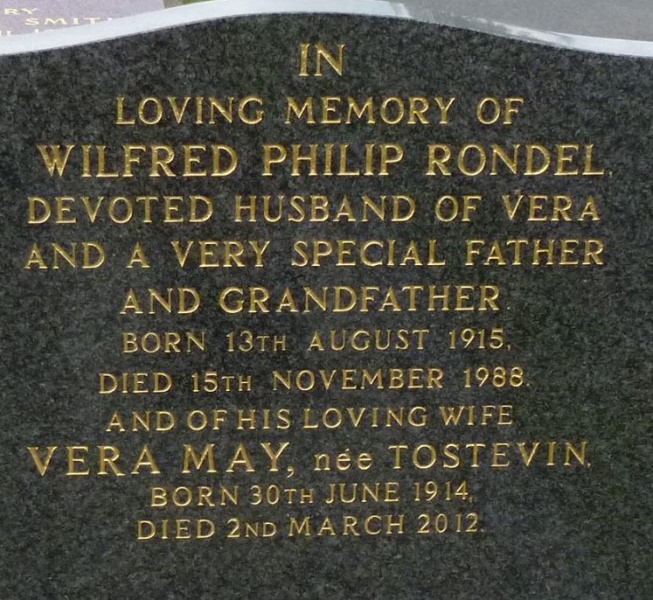 RY
SMITH
IN
LOVING MEMORY OF
WILFRED PHILIP RONDEL,
DEVOTED HUSBAND OF VERA
AND A VERY SPECIAL FATHER
AND GRANDFATHER.
BORN 13TH AUGUST 1915,
DIED 15TH NOVEMBER 1988.
AND OF HIS LOVING WIFE
VERA MAY, née TOSTEVIN,
BORN 30TH JUNE 1914,
DIED 2ND MARCH 2012.